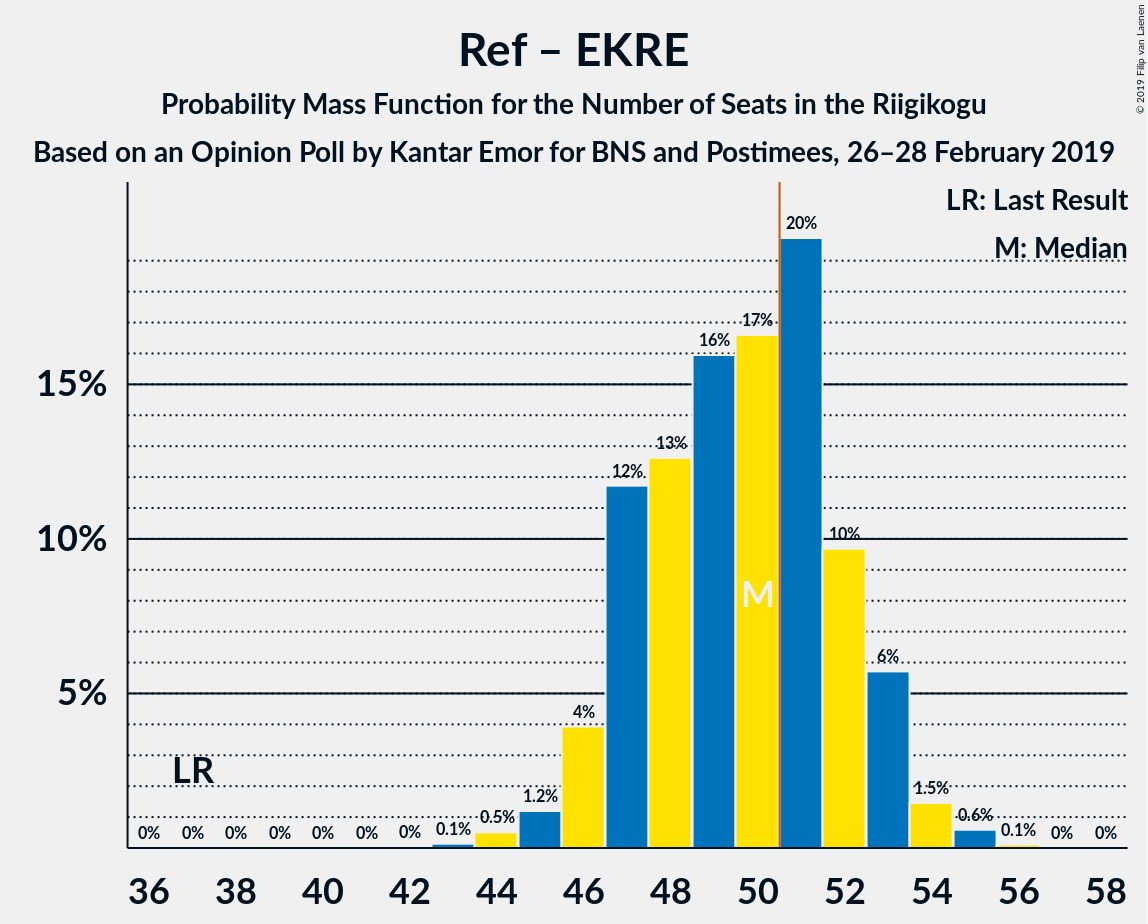 Ref – EKRE
Probability Mass Function for the Number of Seats in the Riigikogu
Based on an Opinion Poll by Kantar Emor for BNS and Postimees, 26–28 February 2019
© 2019 Filip van Laenen
LR: Last Result
M: Median
15%
10%
5%
LR
M
0% 0% 0% 0% 0% 0% 0% 0.1% 0.5% 1.2% 4% 12% 13% 16% 17% 20% 10% 6% 1.5% 0.6% 0.1% 0% 0%
36 38 40 42 44 46 48 50 52 54 56 58